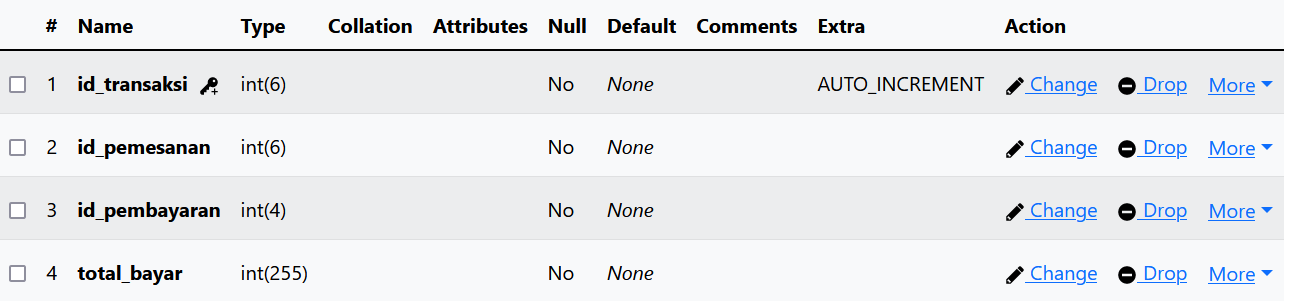 # Name Type Collation Attributes Null Default Comments Extra Action
1 id_transaksi int(6) No None AUTO_INCREMENT Change Drop More
2 id_pemesanan int(6) No None Change Drop More
3 id_pembayaran int(4) No None Change Drop More
4 total_bayar int(255) No None Change Drop More